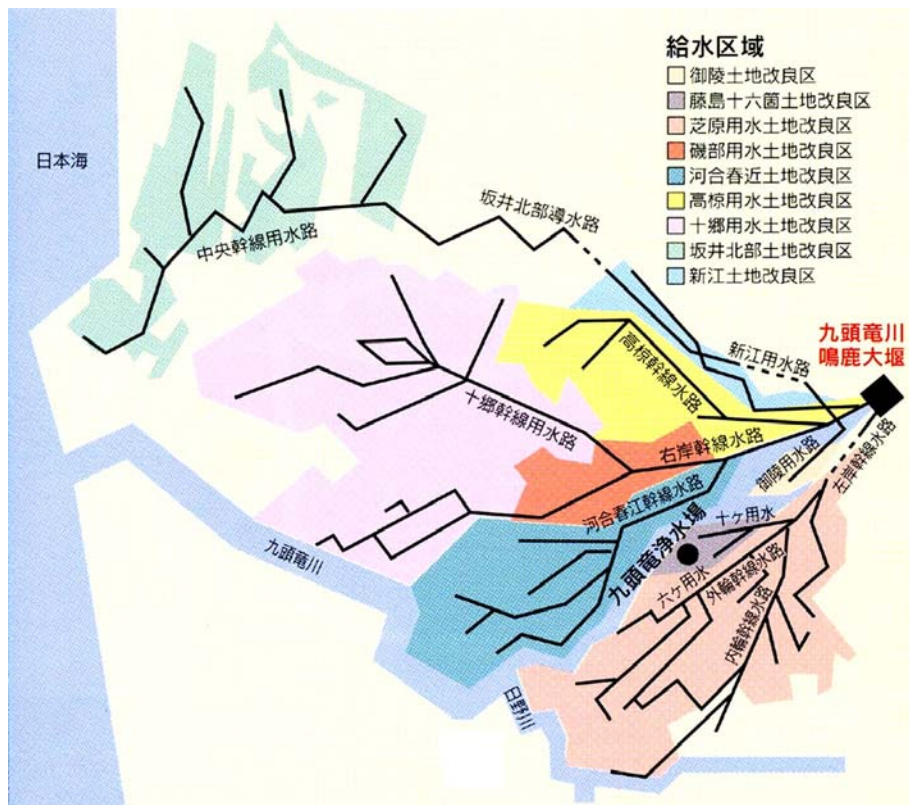 給水区域
御陵土地改良区
藤島十六箇土地改良区
芝原用水土地改良区
磯部用水土地改良区
河合春近土地改良区
高椋用水土地改良区
十郷用水土地改良区
坂井北部土地改良区
新江土地改良区
日本海
坂井北部導水路
中央幹線用水路
九頭竜川
鳴鹿大堰
新江用水路
高椋幹線水路
十郷幹線用水路
右岸幹線水路
御陵用水路
左岸幹線水路
河合春江幹線水路
十ヶ用水
九頭竜浄水場
九頭竜川
六ヶ用水
外輪幹線水路
内輪幹線水路
日野川